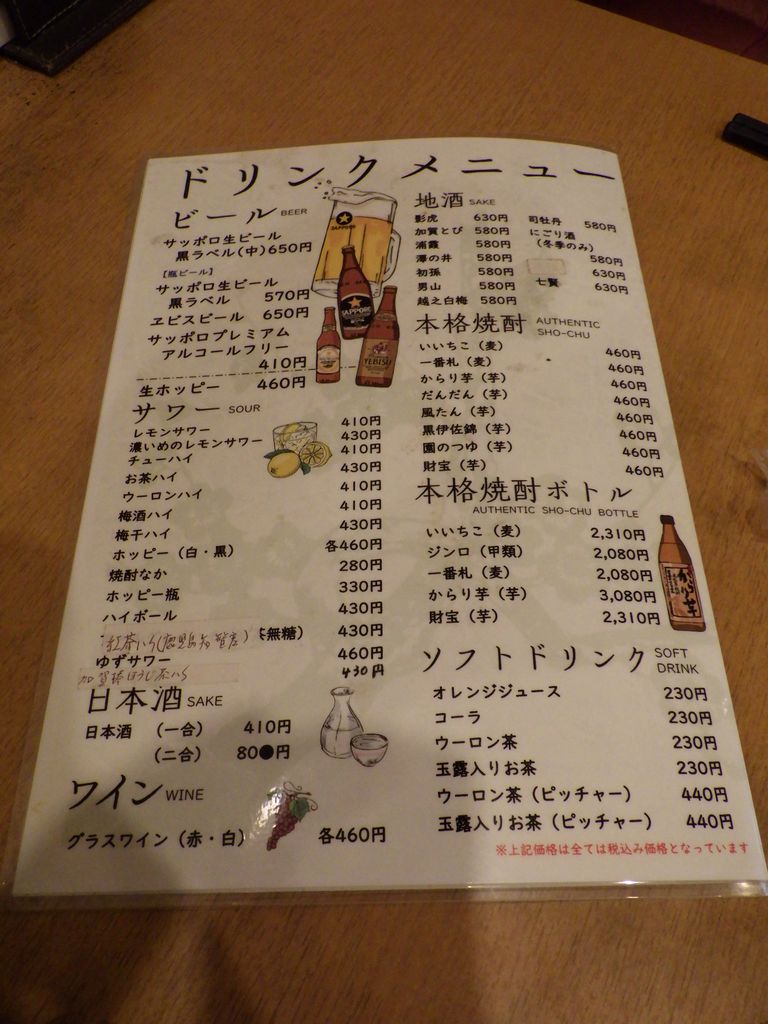 ドリンクメニュー
ビール BEER
サッポロ生ビール
黒ラベル(中)650円
【瓶ビール】
サッポロ生ビール
黒ラベル 570円
ヱビスビール 650円
サッポロプレミアム
アルコールフリー
410円
生ホッピー 460円
SAPPORO
SAPPORO
YEBISU
サワー SOUR
レモンサワー 410円
濃いめのレモンサワー 430円
チューハイ 410円
お茶ハイ 430円
ウーロンハイ 410円
梅酒ハイ 410円
梅干ハイ 430円
ホッピー（白・黒） 各460円
焼酎なか 280円
ホッピー瓶 330円
ハイボール 430円
紅茶ハイ(鹿児島知覧産) 無糖) 430円
ゆずサワー 460円
加賀棒ほうじ茶ハイ 430円
日本酒 SAKE
日本酒 （一合） 410円
（二合） 80●円
ワイン WINE
グラスワイン（赤・白） 各460円
地酒 SAKE
影虎 630円
加賀とび 580円
浦霞 580円
澤の井 580円
初孫 580円
男山 580円
越之白梅 580円
司牡丹 580円
にごり酒
（冬季のみ） 580円
630円
七賢 630円
本格焼酎 AUTHENTIC
SHO-CHU
いいちこ（麦） 460円
一番札（麦） 460円
からり芋（芋） 460円
だんだん（芋） 460円
風たん（芋） 460円
黒伊佐錦（芋） 460円
園のつゆ（芋） 460円
財宝（芋） 460円
本格焼酎ボトル
AUTHENTIC SHO-CHU BOTTLE
いいちこ（麦） 2,310円
ジンロ（甲類） 2,080円
一番札（麦） 2,080円
からり芋（芋） 3,080円
財宝（芋） 2,310円
からり芋
ソフトドリンク SOFT
DRINK
オレンジジュース 230円
コーラ 230円
ウーロン茶 230円
玉露入りお茶 230円
ウーロン茶（ピッチャー） 440円
玉露入りお茶（ピッチャー） 440円
※上記価格は全ては税込み価格となっています